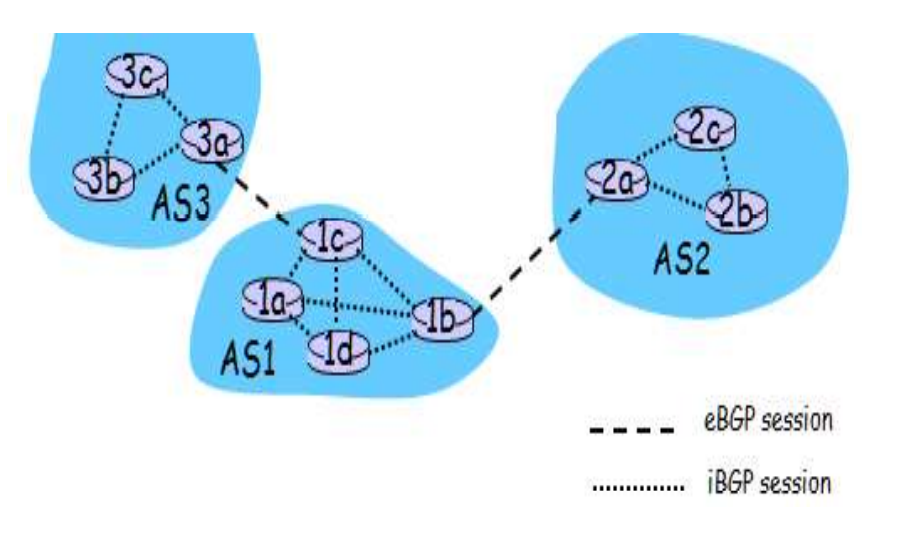 3c
3a
3b
AS3
2c
2a
2b
AS2
1c
1a
1b
1d
AS1
eBGP session
iBGP session